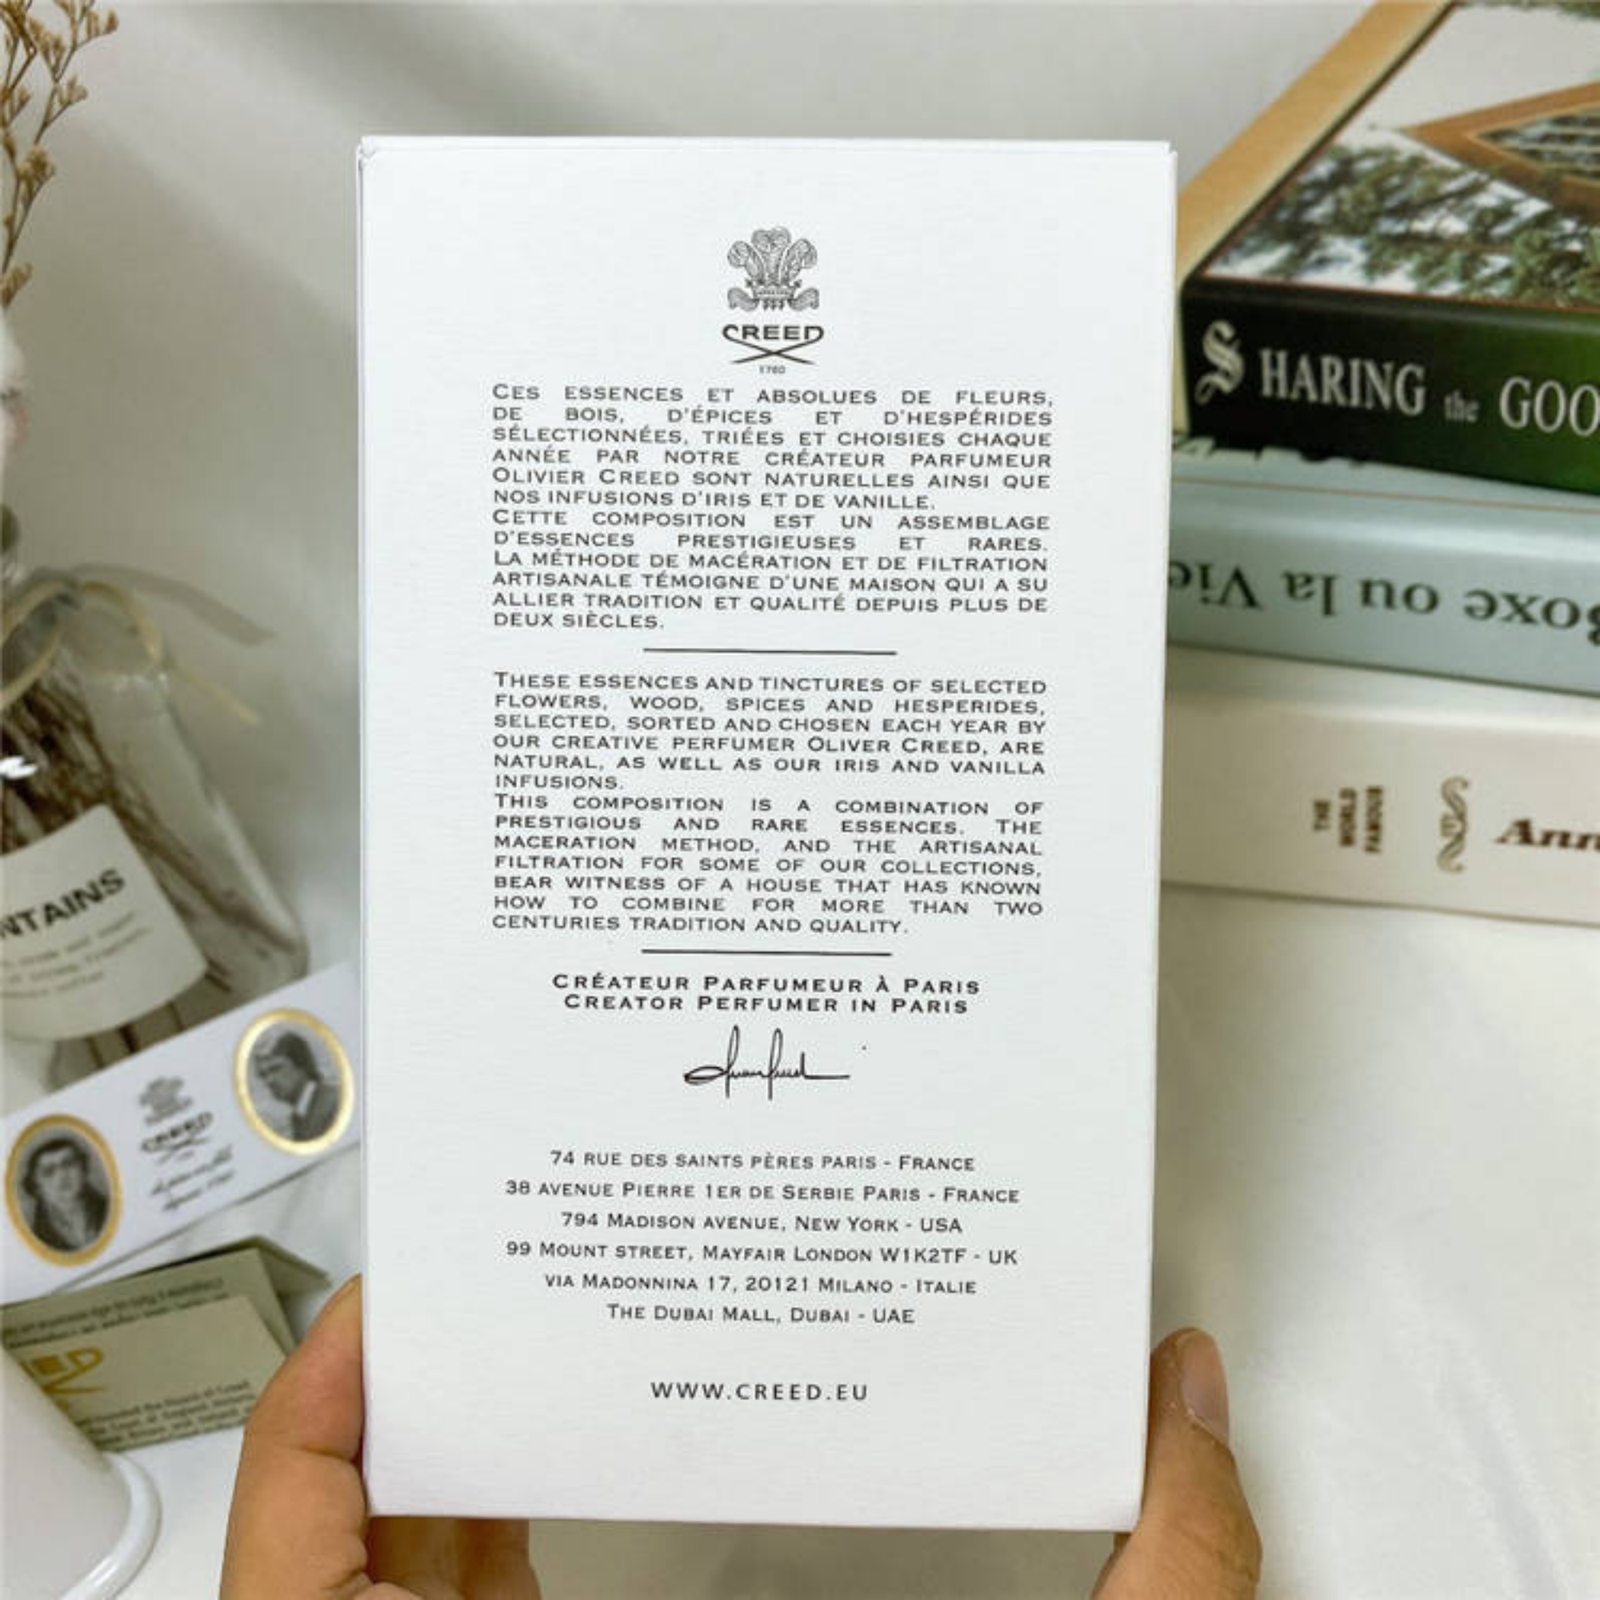 CREED
1760
CES ESSENCES ET ABSOLUES DE FLEURS,
DE BOIS, D'ÉPICES ET D'HESPÉRIDES
SÉLECTIONNÉES, TRIÉES ET CHOISIES CHAQUE
ANNÉE PAR NOTRE CRÉATEUR PARFUMEUR
OLIVIER CREED SONT NATURELLES AINSI QUE
NOS INFUSIONS D'IRIS ET DE VANILLE.
CETTE COMPOSITION EST UN ASSEMBLAGE
D'ESSENCES PRESTIGIEUSES ET RARES.
LA MÉTHODE DE MACÉRATION ET DE FILTRATION
ARTISANALE TÉMOIGNE D'UNE MAISON QUI A SU
ALLIER TRADITION ET QUALITÉ DEPUIS PLUS DE
DEUX SIÈCLES.
THESE ESSENCES AND TINCTURES OF SELECTED
FLOWERS, WOOD, SPICES AND HESPERIDES,
SELECTED, SORTED AND CHOSEN EACH YEAR BY
OUR CREATIVE PERFUMER OLIVER CREED, ARE
NATURAL, AS WELL AS OUR IRIS AND VANILLA
INFUSIONS.
THIS COMPOSITION IS A COMBINATION OF
PRESTIGIOUS AND RARE ESSENCES. THE
MACERATION METHOD, AND THE ARTISANAL
FILTRATION FOR SOME OF OUR COLLECTIONS,
BEAR WITNESS OF A HOUSE THAT HAS KNOWN
HOW TO COMBINE FOR MORE THAN TWO
CENTURIES TRADITION AND QUALITY.
CRÉATEUR PARFUMEUR À PARIS
CREATOR PERFUMER IN PARIS
74 RUE DES SAINTS PÈRES PARIS - FRANCE
38 AVENUE PIERRE 1ER DE SERBIE PARIS - FRANCE
794 MADISON AVENUE, NEW YORK - USA
99 MOUNT STREET, MAYFAIR LONDON W1K2TF - UK
VIA MADONNINA 17, 20121 MILANO - ITALIE
THE DUBAI MALL, DUBAI - UAE
WWW.CREED.EU
SHARING the GOO
Boxe ou la Vie
THE
WORLD
FAMOUS
Ann
NTAINS
CREED